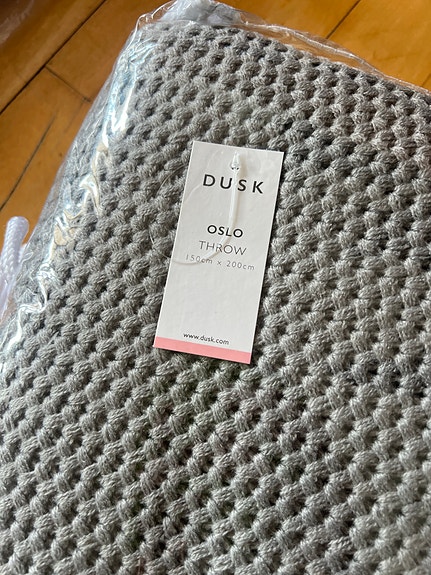 DUSK
OSLO
THROW
150cm x 200cm
www.dusk.com